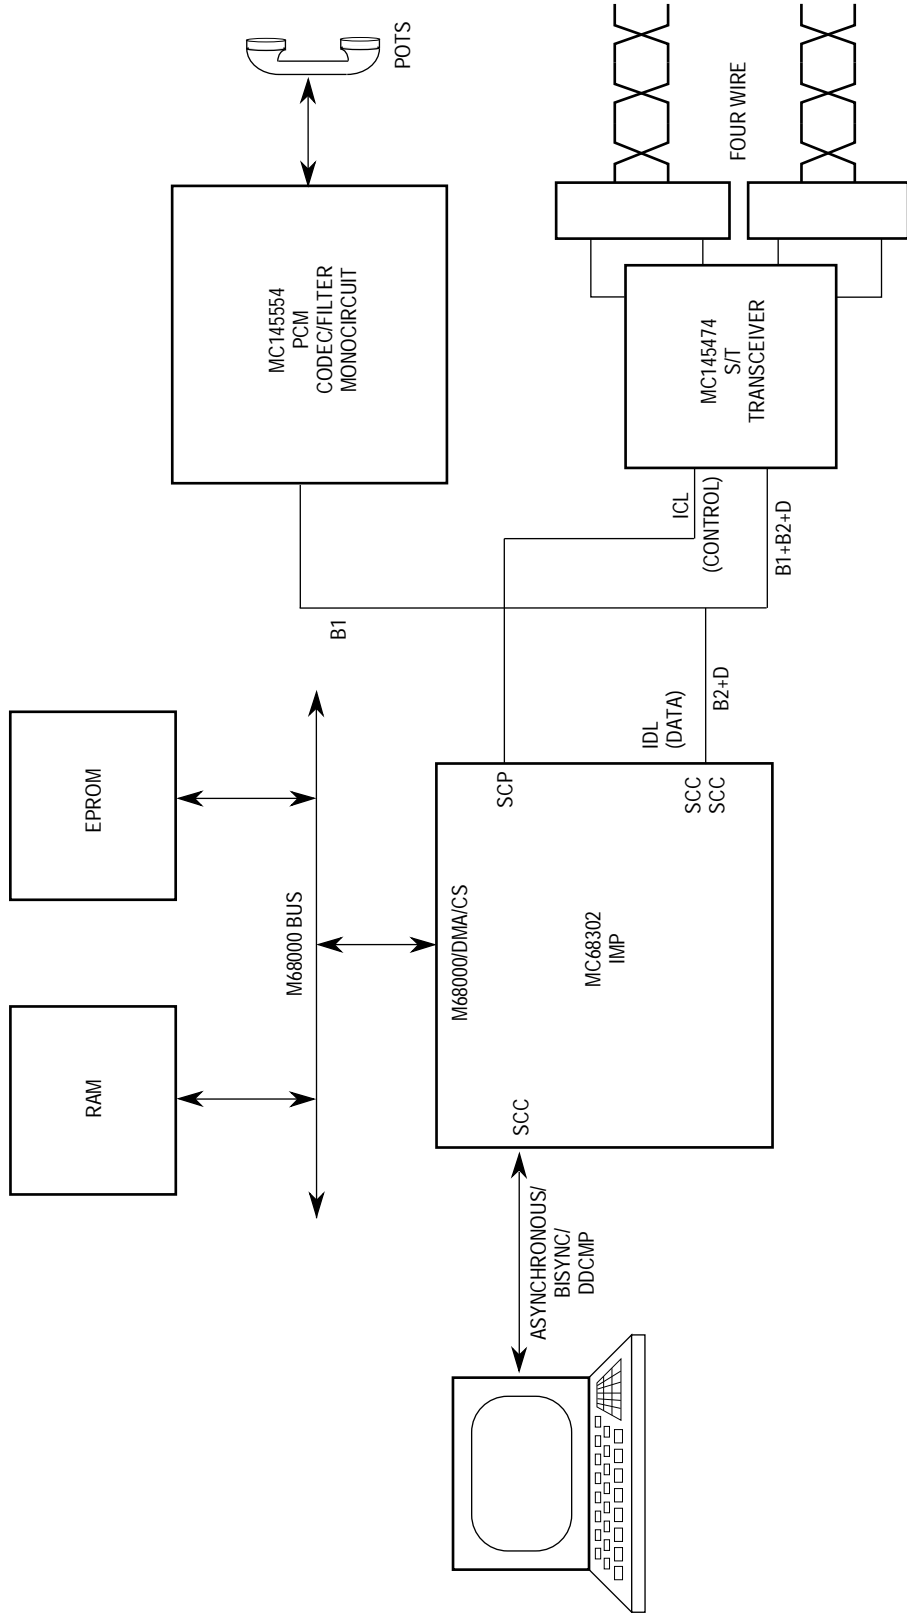 RAM
EPROM
M68000 BUS
ASYNCHRONOUS/
BISYNC/
DDCMP
SCC
M68000/DMA/CS
SCP
MC68302
IMP
SCC
SCC
IDL
(DATA)
B2+D
B1
ICL
(CONTROL)
B1+B2+D
MC145554
PCM
CODEC/FILTER
MONOCIRCUIT
POTS
MC145474
S/T
TRANSCEIVER
FOUR WIRE